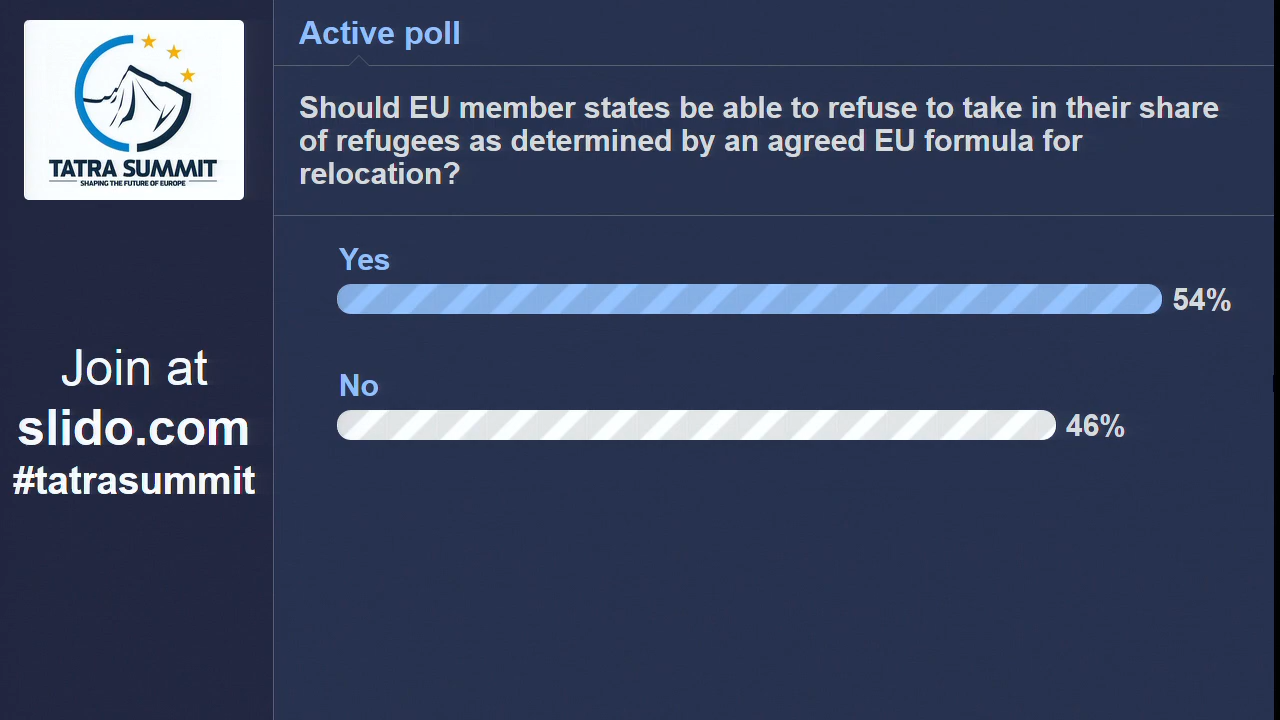 TATRA SUMMIT
SHAPING THE FUTURE OF EUROPE
Join at
slido.com
#tatrasummit
Active poll
Should EU member states be able to refuse to take in their share
of refugees as determined by an agreed EU formula for
relocation?
Yes
54%
No
46%